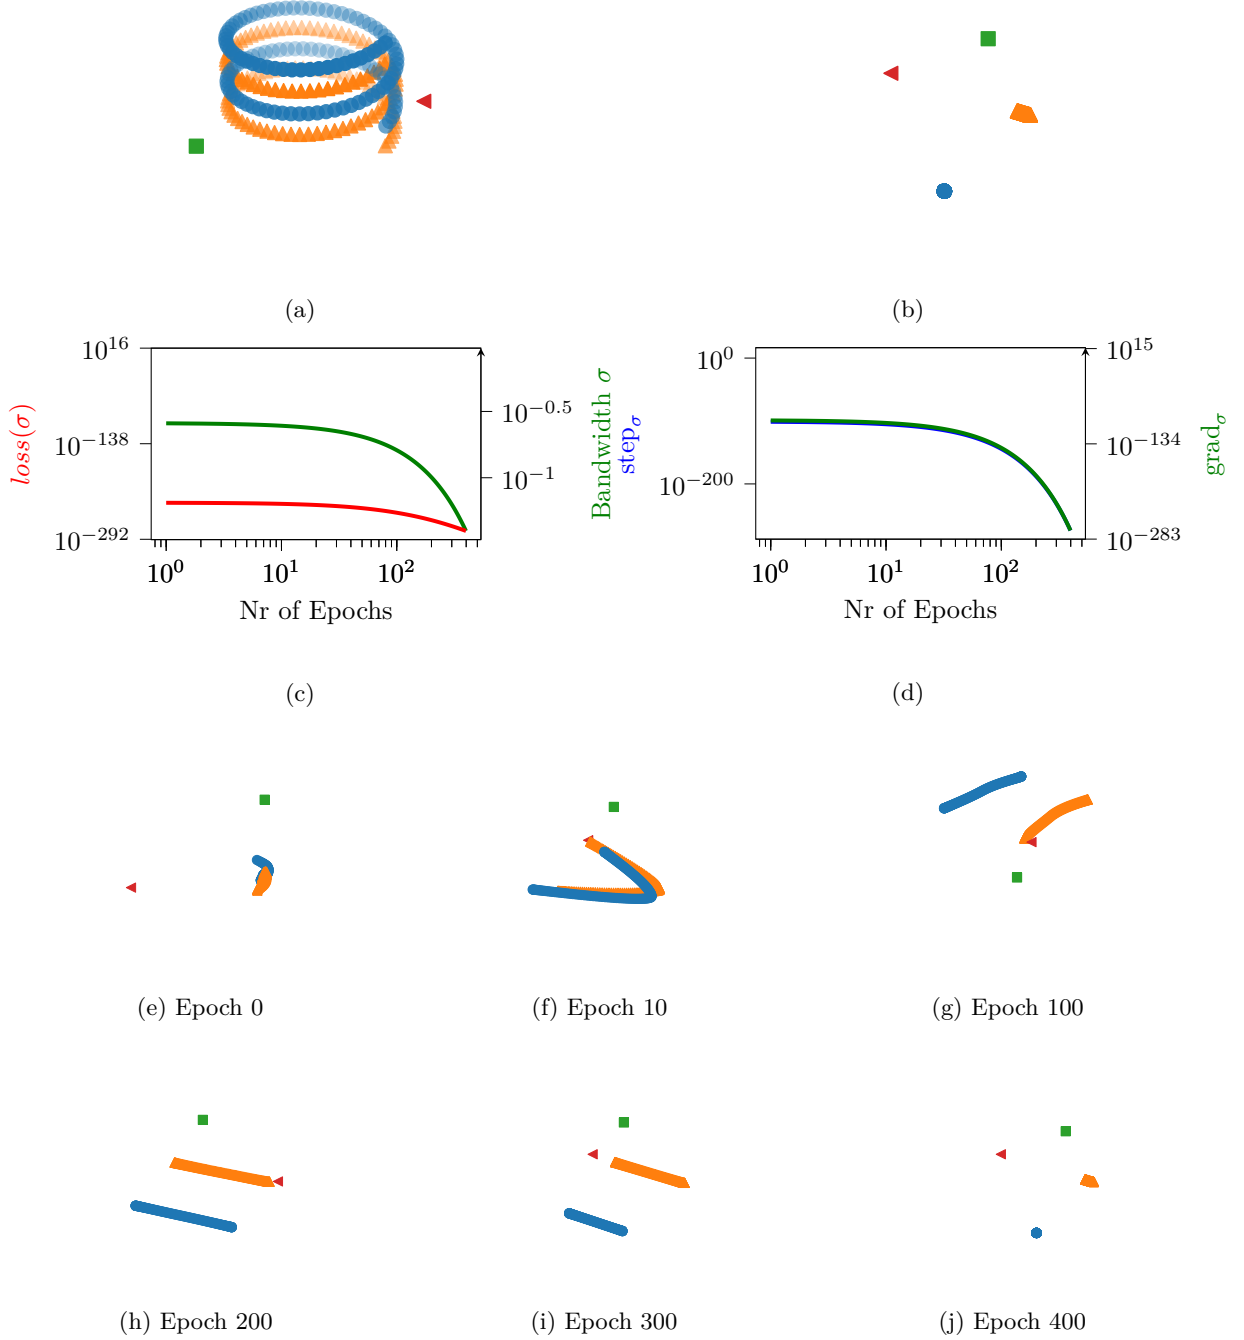 (a)
(b)
10^16
10^-138
10^-292
loss(σ)
10^-0.5
10^-1
Bandwidth σ
10^0 10^1 10^2
Nr of Epochs
step_σ
10^0
10^-200
10^15
10^-134
10^-283
grad_σ
10^0 10^1 10^2
Nr of Epochs
(c)
(d)
(e) Epoch 0
(f) Epoch 10
(g) Epoch 100
(h) Epoch 200
(i) Epoch 300
(j) Epoch 400